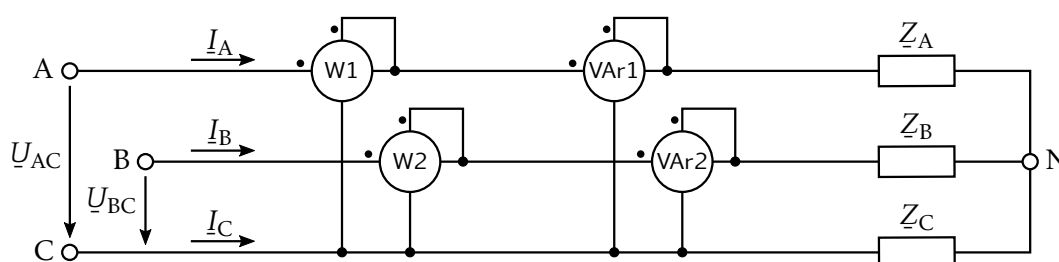 I_A W1 VAr1 Z_A
A
I_B W2 VAr2 Z_B
U_AC B N
U_BC
I_C Z_C
C